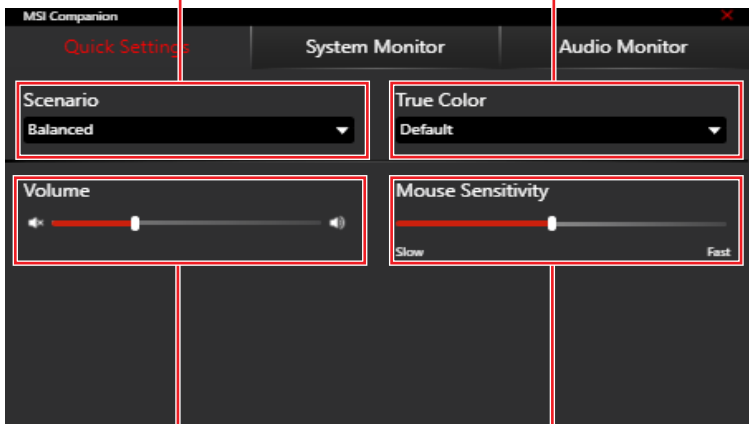 MSI Companion
Quick Settings
System Monitor
Audio Monitor
Scenario
True Color
Balanced
Default
Volume
Mouse Sensitivity
Slow
Fast